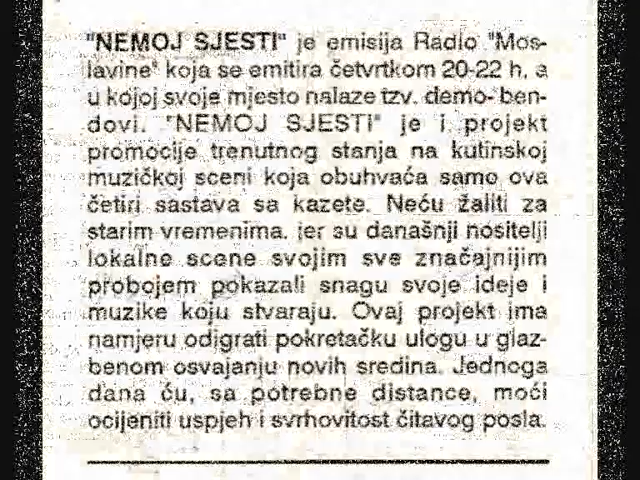 "NEMOJ SJESTI" je emisija Radio "Mos-
lavine" koja se emitira četvrtkom 20-22 h, a
u kojoj svoje mjesto nalaze tzv. demo-ben-
dovi. "NEMOJ SJESTI" je i projekt
promocije trenutnog stanja na kutinskoj
muzičkoj sceni koja obuhvaća samo ova
četiri sastava sa kazete. Neću žaliti za
starim vremenima, jer su današnji nositelji
lokalne scene svojim sve značajnijim
probojem pokazali snagu svoje ideje i
muzike koju stvaraju. Ovaj projekt ima
namjeru odigrati pokretačku ulogu u glaz-
benom osvajanju novih sredina. Jednoga
dana ću, sa potrebne distance, moći
ocijeniti uspjeh i svrhovitost čitavog posla.